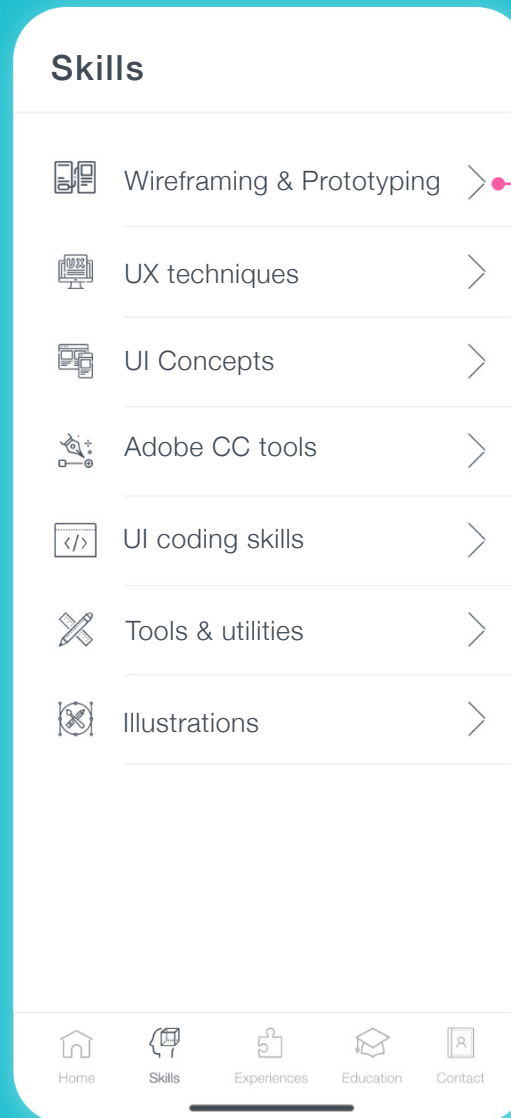 Skills
Wireframing & Prototyping
UX
UX techniques
UI Concepts
Adobe CC tools
</>
UI coding skills
Tools & utilities
Illustrations
Home Skills Experiences Education Contact